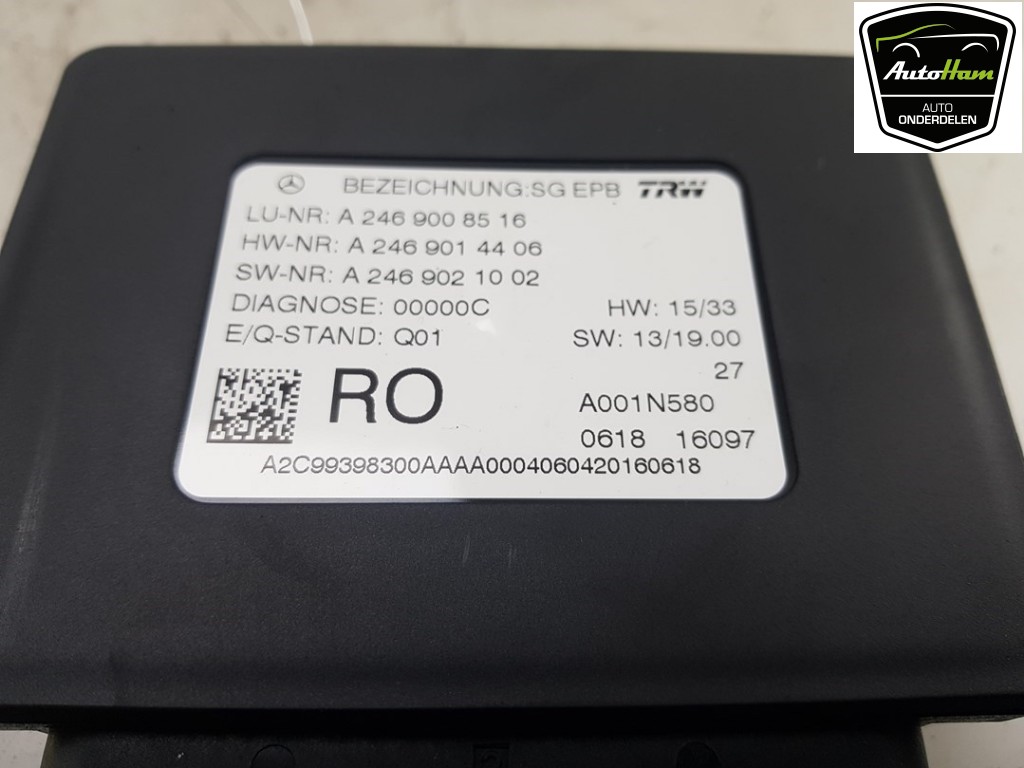 AutoHam
AUTO
ONDERDELEN
BEZEICHNUNG:SG EPB TRW
LU-NR: A 246 900 85 16
HW-NR: A 246 901 44 06
SW-NR: A 246 902 10 02
DIAGNOSE: 00000C HW: 15/33
E/Q-STAND: Q01 SW: 13/19.00
27
RO A001N580
0618 16097
A2C99398300AAAA0004060420160618